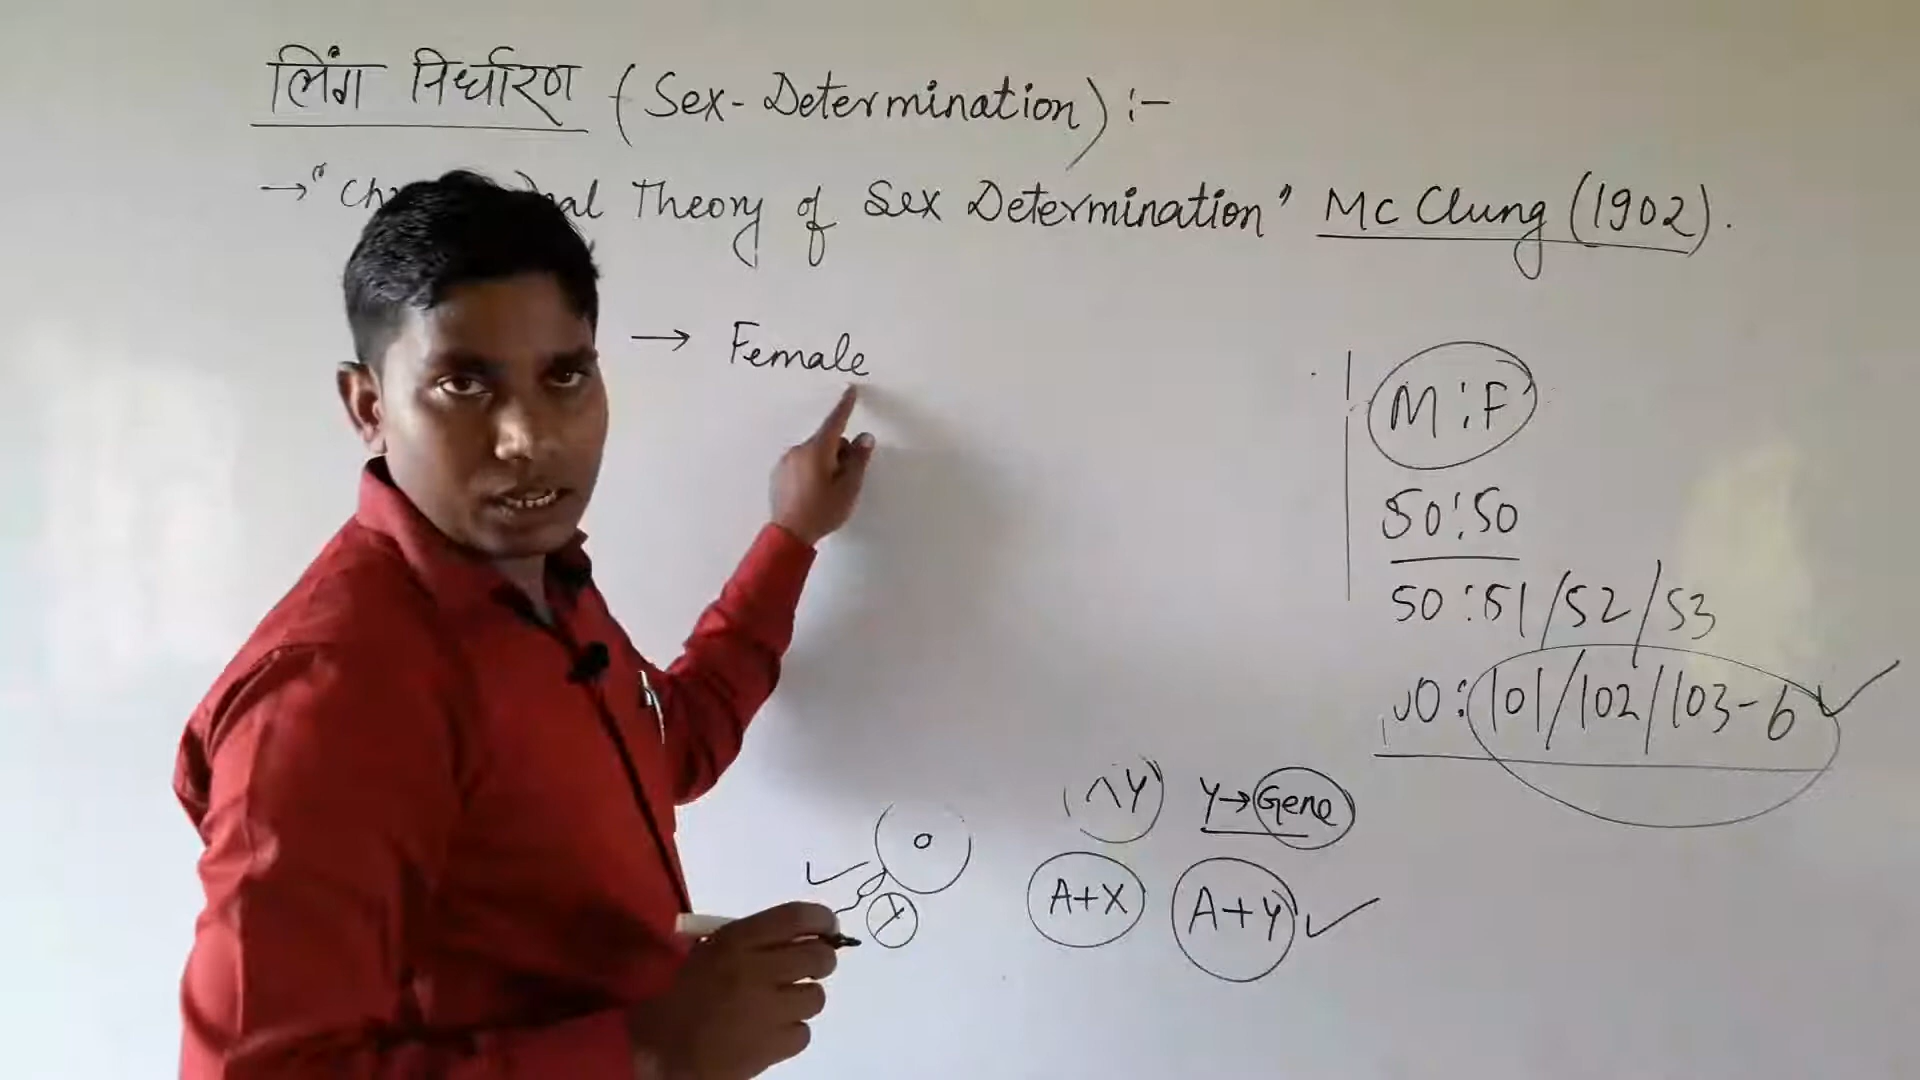 लिंग निर्धारण (Sex-Determination) :-
→ " Theory of Sex Determination" Mc Clung (1902).
→ Female
M : F
50 : 50
50 : 51 / 52 / 53
: 101 / 102 / 103 - 6 ✓
Y Y → Gene
✓ Y A+X A+Y ✓